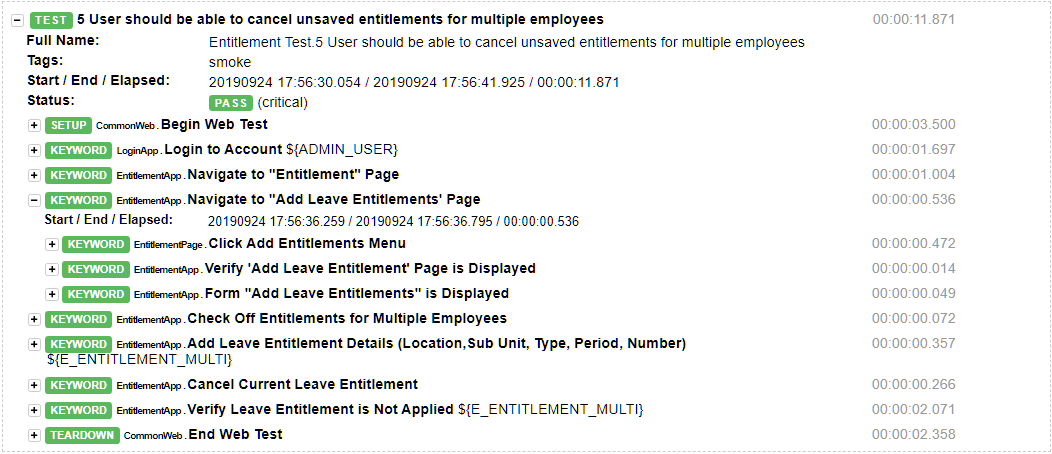 TEST 5 User should be able to cancel unsaved entitlements for multiple employees 00:00:11.871
Full Name: Entitlement Test.5 User should be able to cancel unsaved entitlements for multiple employees
Tags: smoke
Start / End / Elapsed: 20190924 17:56:30.054 / 20190924 17:56:41.925 / 00:00:11.871
Status: PASS (critical)
SETUP CommonWeb.Begin Web Test 00:00:03.500
KEYWORD LoginApp.Login to Account ${ADMIN_USER} 00:00:01.697
KEYWORD EntitlementApp.Navigate to "Entitlement" Page 00:00:01.004
KEYWORD EntitlementApp.Navigate to "Add Leave Entitlements' Page 00:00:00.536
Start / End / Elapsed: 20190924 17:56:36.259 / 20190924 17:56:36.795 / 00:00:00.536
KEYWORD EntitlementPage.Click Add Entitlements Menu 00:00:00.472
KEYWORD EntitlementApp.Verify 'Add Leave Entitlement' Page is Displayed 00:00:00.014
KEYWORD EntitlementApp.Form "Add Leave Entitlements" is Displayed 00:00:00.049
KEYWORD EntitlementApp.Check Off Entitlements for Multiple Employees 00:00:00.072
KEYWORD EntitlementApp.Add Leave Entitlement Details (Location,Sub Unit, Type, Period, Number) 00:00:00.357
${E_ENTITLEMENT_MULTI}
KEYWORD EntitlementApp.Cancel Current Leave Entitlement 00:00:00.266
KEYWORD EntitlementApp.Verify Leave Entitlement is Not Applied ${E_ENTITLEMENT_MULTI} 00:00:02.071
TEARDOWN CommonWeb.End Web Test 00:00:02.358